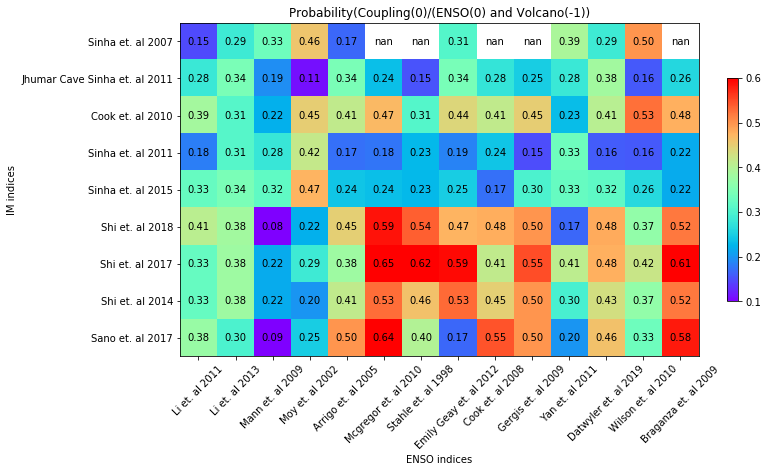 Probability(Coupling(0)/(ENSO(0) and Volcano(-1))
IM indices
Sinha et. al 2007 0.15 0.29 0.33 0.46 0.17 nan nan 0.31 nan nan 0.39 0.29 0.50 nan
Jhumar Cave Sinha et. al 2011 0.28 0.34 0.19 0.11 0.34 0.24 0.15 0.34 0.28 0.25 0.28 0.38 0.16 0.26
Cook et. al 2010 0.39 0.31 0.22 0.45 0.41 0.47 0.31 0.44 0.41 0.45 0.23 0.41 0.53 0.48
Sinha et. al 2011 0.18 0.31 0.28 0.42 0.17 0.18 0.23 0.19 0.24 0.15 0.33 0.16 0.16 0.22
Sinha et. al 2015 0.33 0.34 0.32 0.47 0.24 0.24 0.23 0.25 0.17 0.30 0.33 0.32 0.26 0.22
Shi et. al 2018 0.41 0.38 0.08 0.22 0.45 0.59 0.54 0.47 0.48 0.50 0.17 0.48 0.37 0.52
Shi et. al 2017 0.33 0.38 0.22 0.29 0.38 0.65 0.62 0.59 0.41 0.55 0.41 0.48 0.42 0.61
Shi et. al 2014 0.33 0.38 0.22 0.20 0.41 0.53 0.46 0.53 0.45 0.50 0.30 0.43 0.37 0.52
Sano et. al 2017 0.38 0.30 0.09 0.25 0.50 0.64 0.40 0.17 0.55 0.50 0.20 0.46 0.33 0.58
Li et. al 2011
Li et. al 2013
Mann et. al 2009
Moy et. al 2002
Arrigo et. al 2005
Mcgregor et. al 2010
Stahle et. al 1998
Emily Geay et. al 2012
Cook et. al 2008
Gergis et. al 2009
Yan et. al 2011
Datwyler et. al 2019
Wilson et. al 2010
Braganza et. al 2009
ENSO indices
0.6
0.5
0.4
0.3
0.2
0.1